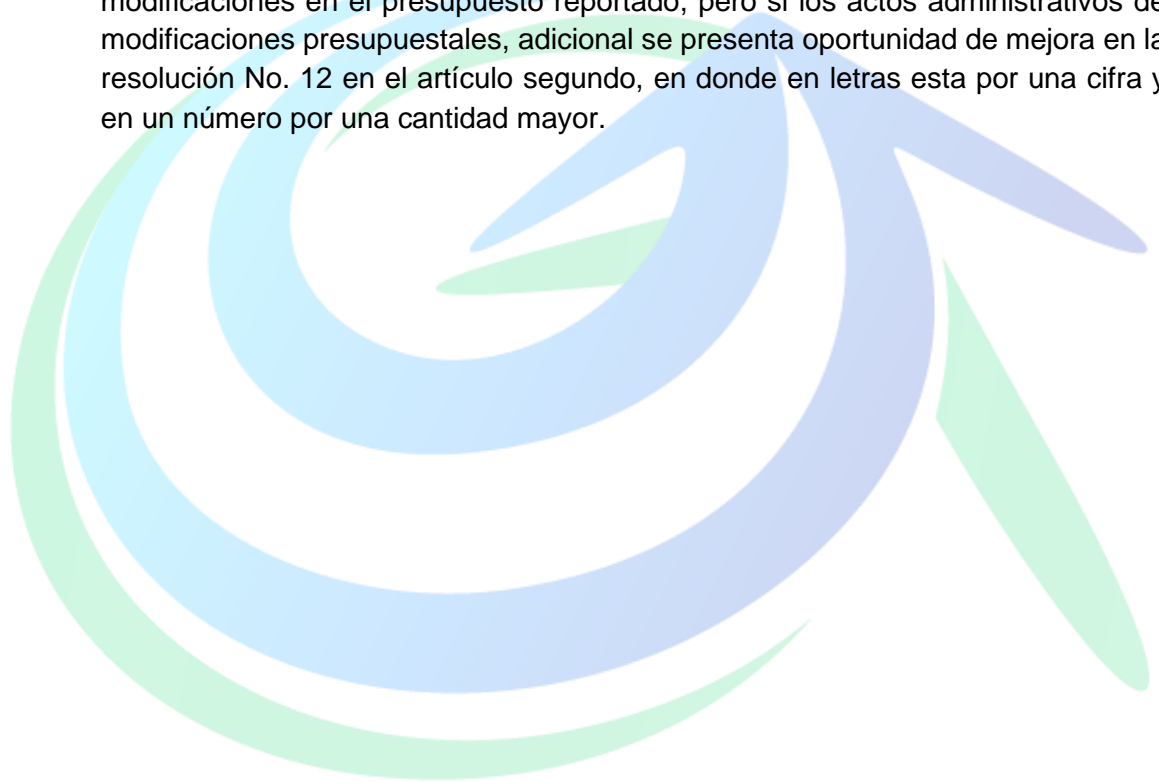 modificaciones en el presupuesto reportado, pero si los actos administrativos de
modificaciones presupuestales, adicional se presenta oportunidad de mejora en la
resolución No. 12 en el artículo segundo, en donde en letras esta por una cifra y
en un número por una cantidad mayor.